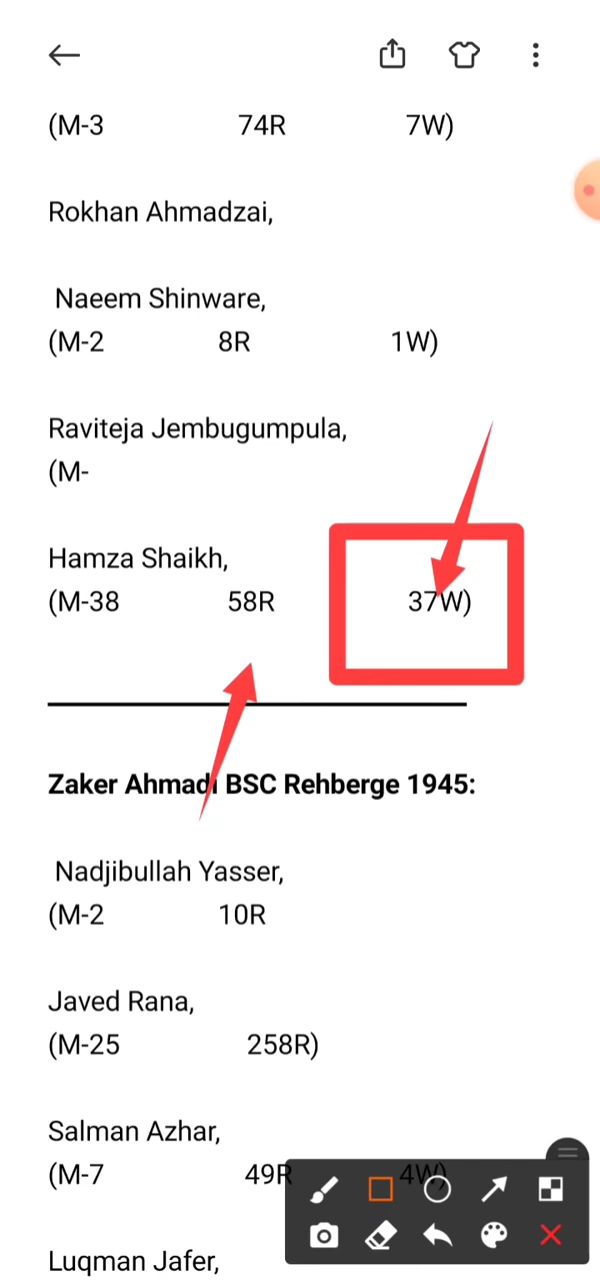 (M-3 74R 7W)
Rokhan Ahmadzai,
Naeem Shinware,
(M-2 8R 1W)
Raviteja Jembugumpula,
(M-
Hamza Shaikh,
(M-38 58R 37W)
Zaker Ahmadi BSC Rehberge 1945:
Nadjibullah Yasser,
(M-2 10R
Javed Rana,
(M-25 258R)
Salman Azhar,
(M-7 49R 4W)
Luqman Jafer,